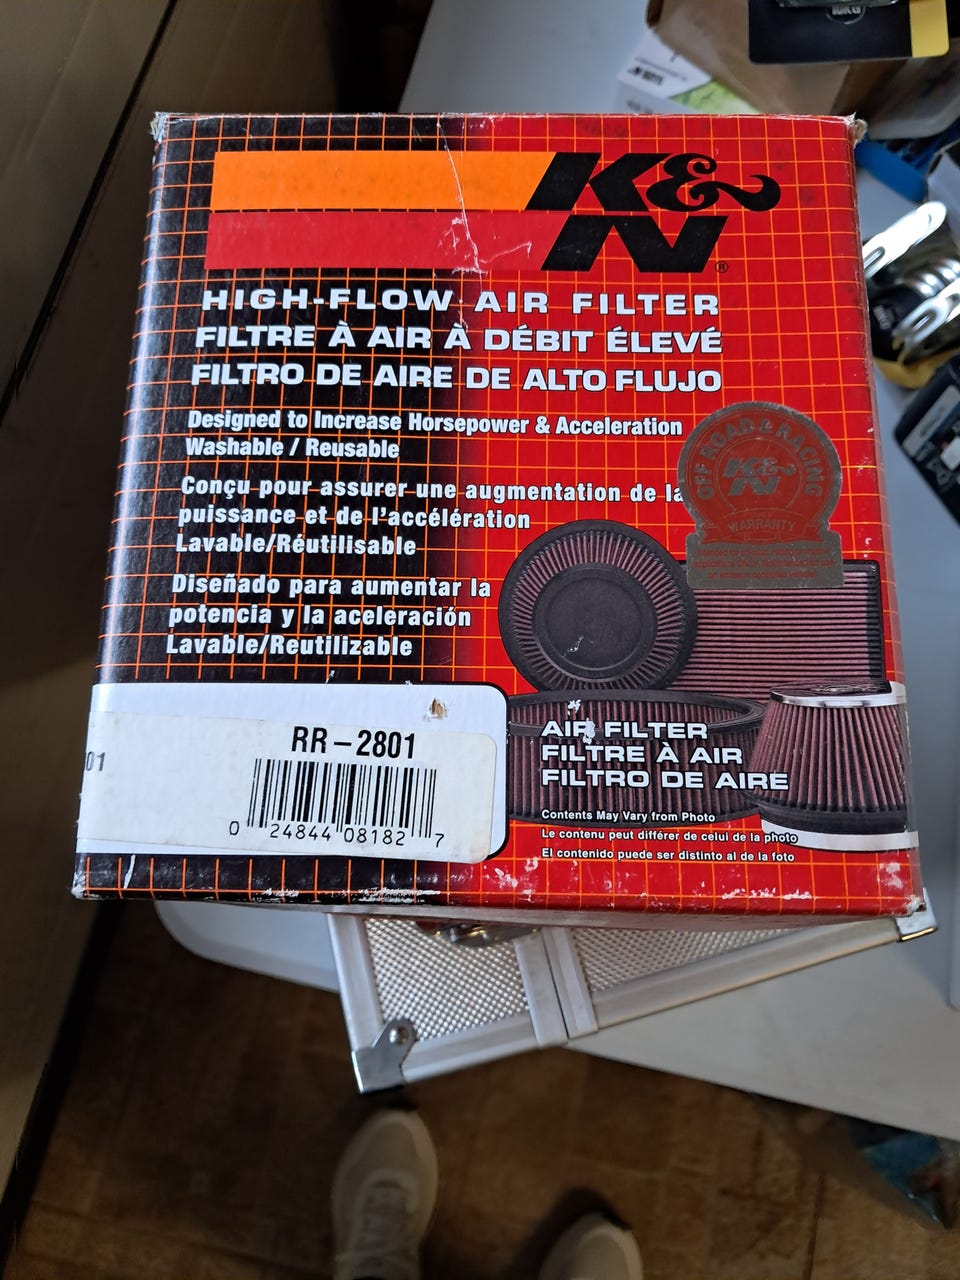 K&
N®
HIGH-FLOW AIR FILTER
FILTRE À AIR À DÉBIT ÉLEVÉ
FILTRO DE AIRE DE ALTO FLUJO
Designed to Increase Horsepower & Acceleration
Washable / Reusable
Conçu pour assurer une augmentation de la
puissance et de l'accélération
Lavable/Réutilisable
Diseñado para aumentar la
potencia y la aceleración
Lavable/Reutilizable
OFF ROAD & RACING
K&N
WARRANTY
RR-2801
01
0 24844 08182 7
AIR FILTER
FILTRE À AIR
FILTRO DE AIRE
Contents May Vary from Photo
Le contenu peut différer de celui de la photo
El contenido puede ser distinto al de la foto